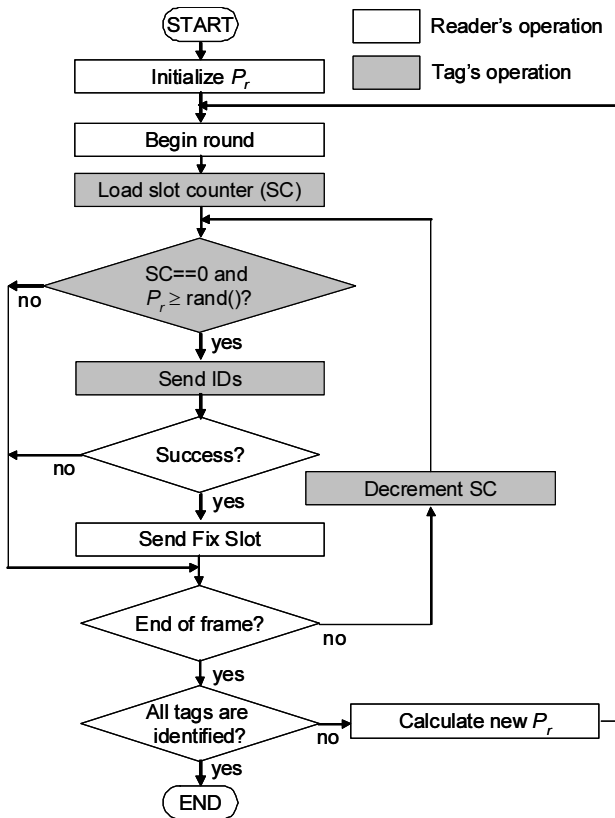 START
Reader's operation
Tag's operation
Initialize P_r
Begin round
Load slot counter (SC)
SC==0 and
P_r ≥ rand()?
no
yes
Send IDs
Success?
no
yes
Decrement SC
Send Fix Slot
End of frame?
no
yes
All tags are
identified?
no
Calculate new P_r
yes
END